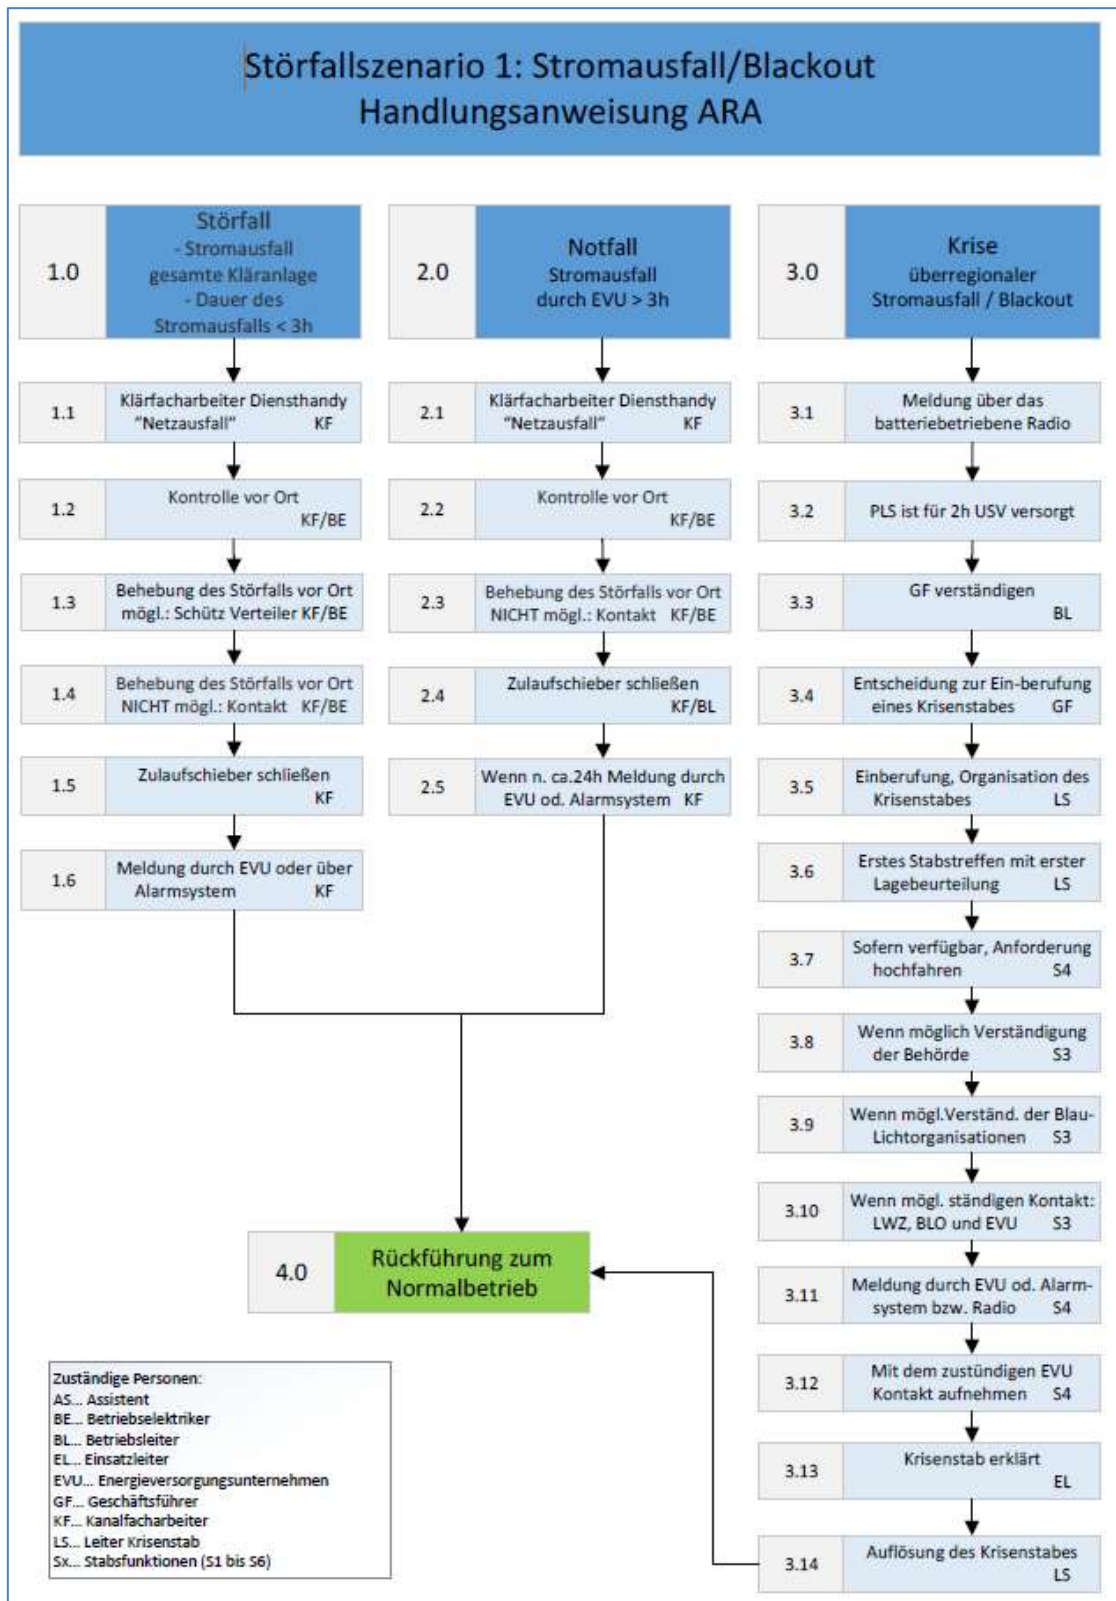 Störfallszenario 1: Stromausfall/Blackout
Handlungsanweisung ARA
1.0
Störfall
- Stromausfall
gesamte Kläranlage
- Dauer des
Stromausfalls < 3h
1.1
Klärfacharbeiter Diensthandy
"Netzausfall" KF
1.2
Kontrolle vor Ort
KF/BE
1.3
Behebung des Störfalls vor Ort
mögl.: Schütz Verteiler KF/BE
1.4
Behebung des Störfalls vor Ort
NICHT mögl.: Kontakt KF/BE
1.5
Zulaufschieber schließen
KF
1.6
Meldung durch EVU oder über
Alarmsystem KF
2.0
Notfall
Stromausfall
durch EVU > 3h
2.1
Klärfacharbeiter Diensthandy
"Netzausfall" KF
2.2
Kontrolle vor Ort
KF/BE
2.3
Behebung des Störfalls vor Ort
NICHT mögl.: Kontakt KF/BE
2.4
Zulaufschieber schließen
KF/BL
2.5
Wenn n. ca.24h Meldung durch
EVU od. Alarmsystem KF
3.0
Krise
überregionaler
Stromausfall / Blackout
3.1
Meldung über das
batteriebetriebene Radio
3.2
PLS ist für 2h USV versorgt
3.3
GF verständigen
BL
3.4
Entscheidung zur Ein-berufung
eines Krisenstabes GF
3.5
Einberufung, Organisation des
Krisenstabes LS
3.6
Erstes Stabstreffen mit erster
Lagebeurteilung LS
3.7
Sofern verfügbar, Anforderung
hochfahren S4
3.8
Wenn möglich Verständigung
der Behörde S3
3.9
Wenn mögl.Verständ. der Blau-
Lichtorganisationen S3
3.10
Wenn mögl. ständigen Kontakt:
LWZ, BLO und EVU S3
3.11
Meldung durch EVU od. Alarm-
system bzw. Radio S4
3.12
Mit dem zustündigen EVU
Kontakt aufnehmen S4
3.13
Krisenstab erklärt
EL
3.14
Auflösung des Krisenstabes
LS
4.0
Rückführung zum
Normalbetrieb
Zuständige Personen:
AS... Assistent
BE... Betriebselektriker
BL... Betriebsleiter
EL... Einsatzleiter
EVU... Energieversorgungsunternehmen
GF... Geschäftsführer
KF... Kanalfacharbeiter
LS... Leiter Krisenstab
Sx... Stabsfunktionen (S1 bis S6)